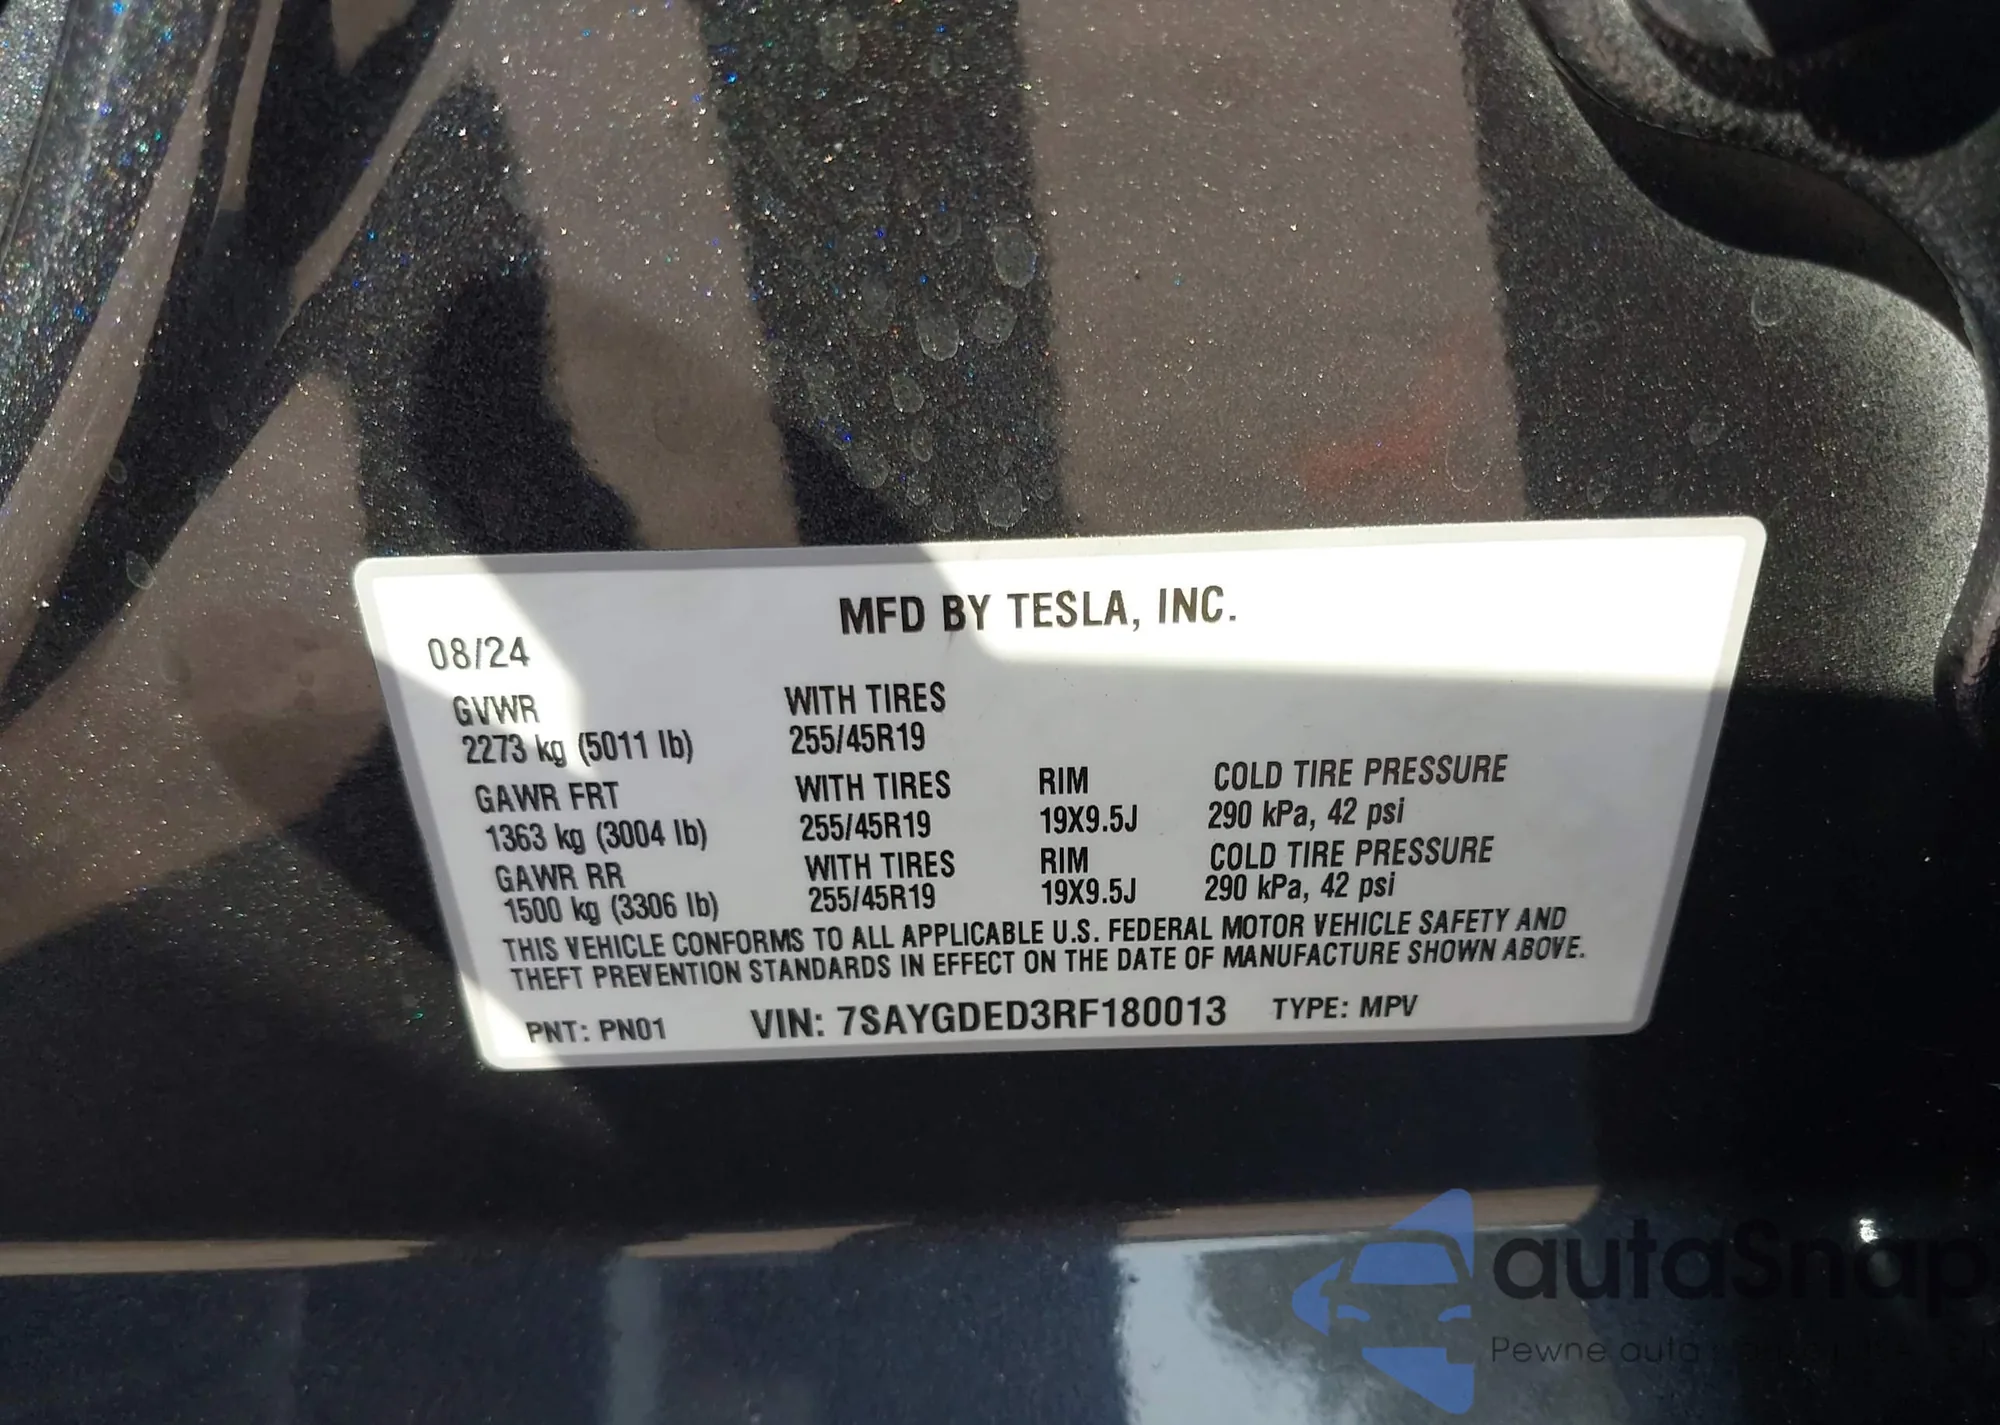 MFD BY TESLA, INC.
08/24
GVWR WITH TIRES
2273 kg (5011 lb) 255/45R19
GAWR FRT WITH TIRES RIM COLD TIRE PRESSURE
1363 kg (3004 lb) 255/45R19 19X9.5J 290 kPa, 42 psi
GAWR RR WITH TIRES RIM COLD TIRE PRESSURE
1500 kg (3306 lb) 255/45R19 19X9.5J 290 kPa, 42 psi
THIS VEHICLE CONFORMS TO ALL APPLICABLE U.S. FEDERAL MOTOR VEHICLE SAFETY AND
THEFT PREVENTION STANDARDS IN EFFECT ON THE DATE OF MANUFACTURE SHOWN ABOVE.
PNT: PN01 VIN: 7SAYGDED3RF180013 TYPE: MPV
autaSnap
Pewne auta